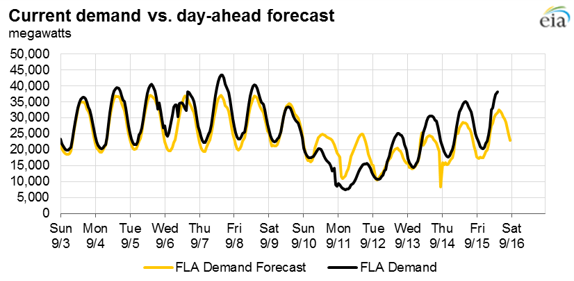 Current demand vs. day-ahead forecast
megawatts
eia
50,000
45,000
40,000
35,000
30,000
25,000
20,000
15,000
10,000
5,000
0
Sun Mon Tue Wed Thu Fri Sat Sun Mon Tue Wed Thu Fri Sat
9/3 9/4 9/5 9/6 9/7 9/8 9/9 9/10 9/11 9/12 9/13 9/14 9/15 9/16
FLA Demand Forecast FLA Demand